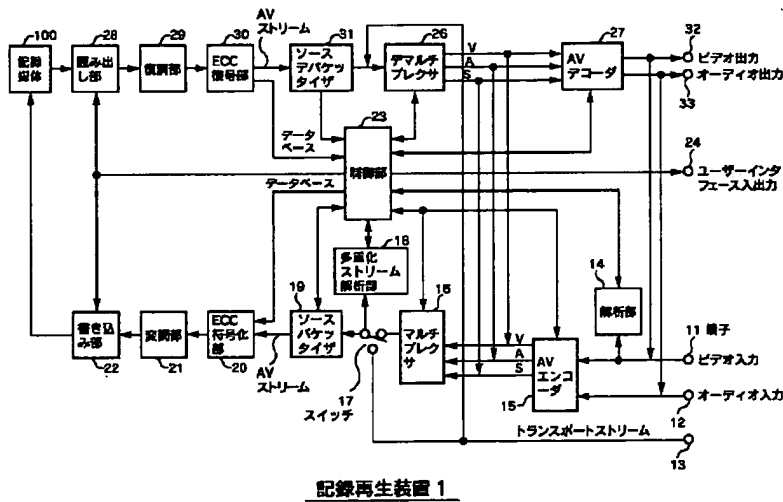 100
記録
媒体
28
読み出
し部
29
復調部
30
ECC
復号部
AV
ストリーム
31
ソース
デパケッ
タイザ
26
デマルチ
プレクサ
V
A
S
27
AV
デコーダ
32
ビデオ出力
オーディオ出力
33
24
ユーザーインタ
フェース入出力
データ
ベース
23
制御部
データベース
18
多重化
ストリーム
解析部
14
解析部
19
ソース
パケッ
タイザ
16
マルチ
プレク
サ
V
A
S
AV
エンコ
ーダ
15
11 端子
ビデオ入力
オーディオ入力
12
書き込
み部
22
変調部
21
ECC
符号化
部
20
AV
ストリーム
17
スイッチ
トランスポートストリーム
13
記録再生装置 1